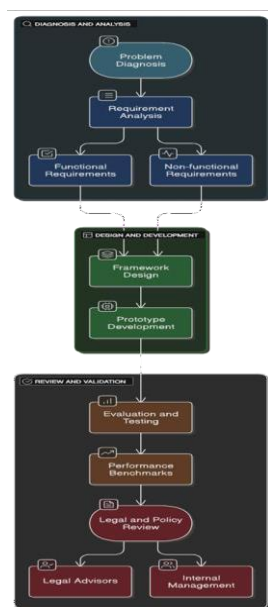 DIAGNOSIS AND ANALYSIS
Problem
Diagnosis
Requirement
Analysis
Functional
Requirements
Non-functional
Requirements
DESIGN AND DEVELOPMENT
Framework
Design
Prototype
Development
REVIEW AND VALIDATION
Evaluation and
Testing
Performance
Benchmarks
Legal and Policy
Review
Legal Advisors
Internal
Management